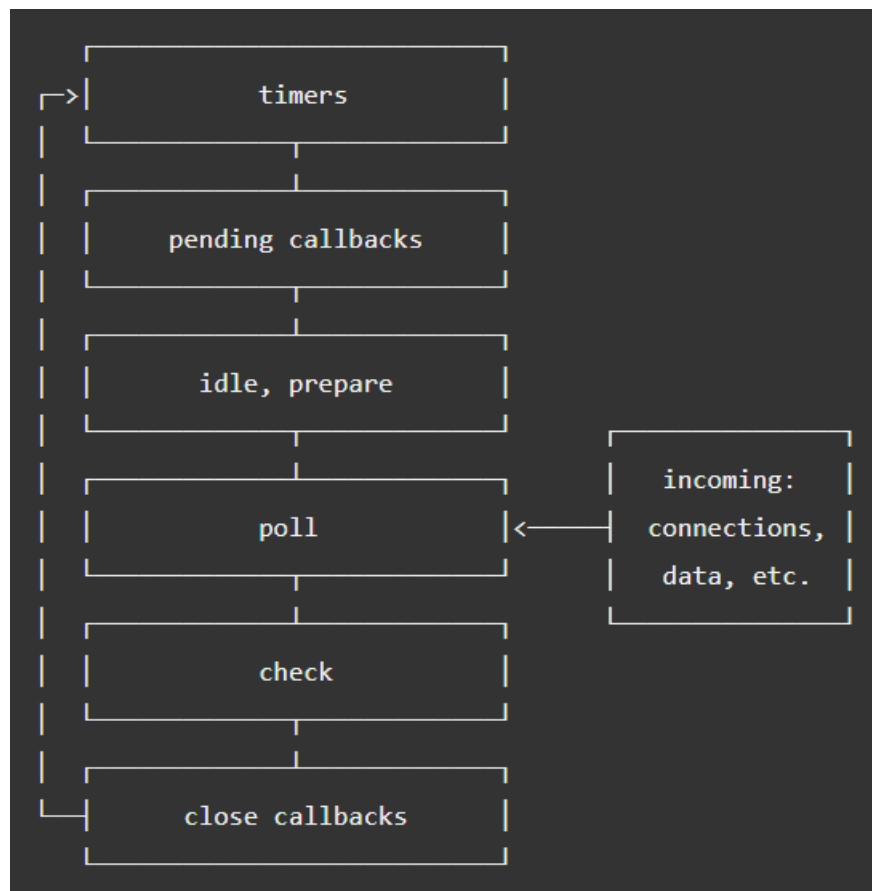 timers
pending callbacks
idle, prepare
incoming:
poll
connections,
data, etc.
check
close callbacks